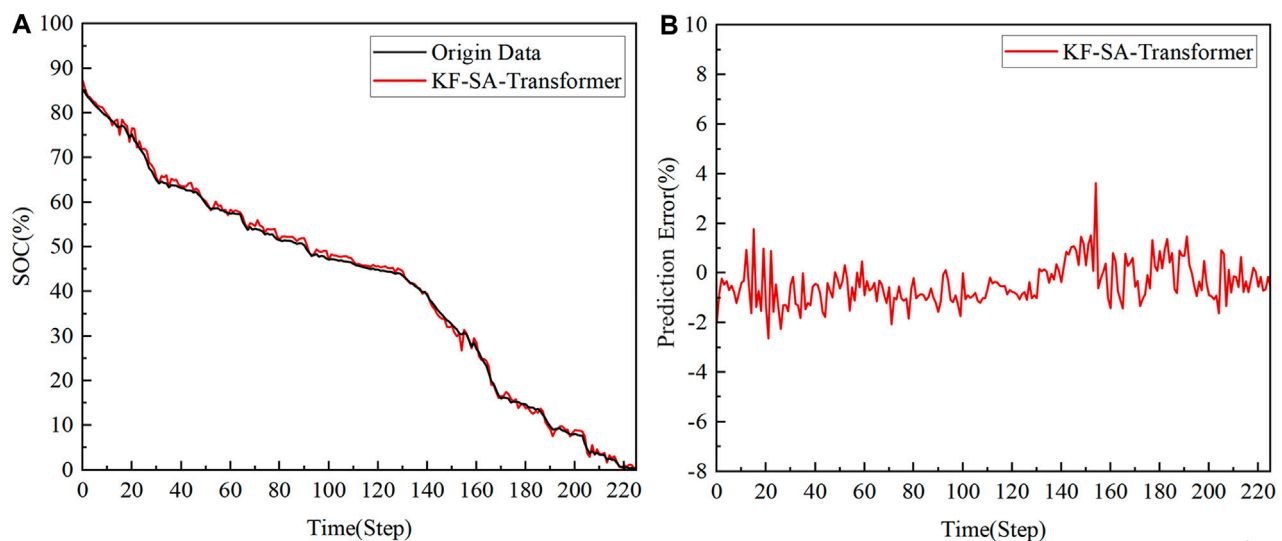 A
100
90
80
70
60
50
40
30
20
10
0
SOC(%)
Origin Data
KF-SA-Transformer
0 20 40 60 80 100 120 140 160 180 200 220
Time(Step)
B
10
8
6
4
2
0
-2
-4
-6
-8
Prediction Error(%)
KF-SA-Transformer
0 20 40 60 80 100 120 140 160 180 200 220
Time(Step)